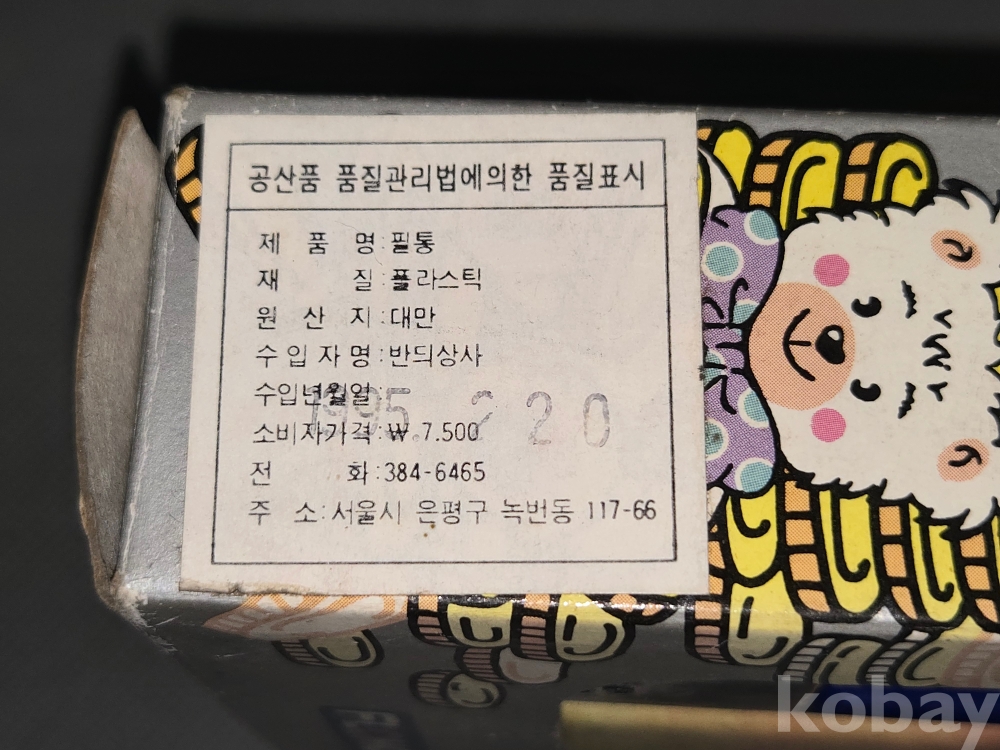 공산품 품질관리법에의한 품질표시
제 품 명:필통
재 질:플라스틱
원 산 지:대만
수 입 자 명:반듸상사
수입년월일:
1995. 2 2 0
소비자가격:₩ 7.500
전 화:384-6465
주 소:서울시 은평구 녹번동 117-66
kobay